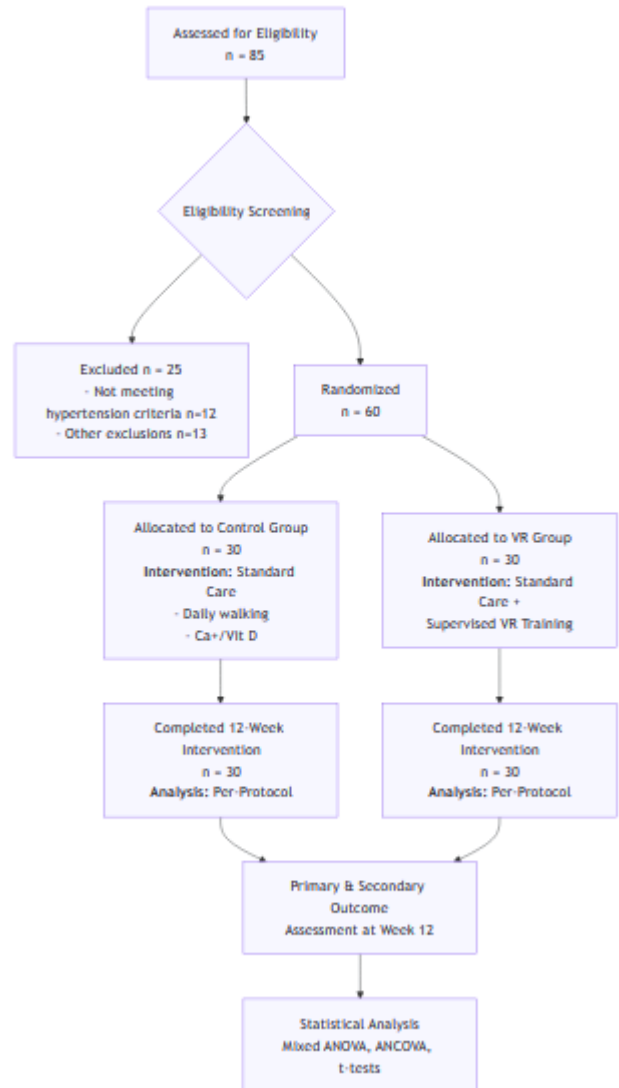 Assessed for Eligibility
n = 85
Eligibility Screening
Excluded n = 25
- Not meeting
hypertension criteria n=12
- Other exclusions n=13
Randomized
n = 60
Allocated to Control Group
n = 30
Intervention: Standard
Care
- Daily walking
- Ca+/Vit D
Allocated to VR Group
n = 30
Intervention: Standard
Care +
Supervised VR Training
Completed 12-Week
Intervention
n = 30
Analysis: Per-Protocol
Completed 12-Week
Intervention
n = 30
Analysis: Per-Protocol
Primary & Secondary
Outcome
Assessment at Week 12
Statistical Analysis
Mixed ANOVA, ANCOVA,
t-tests